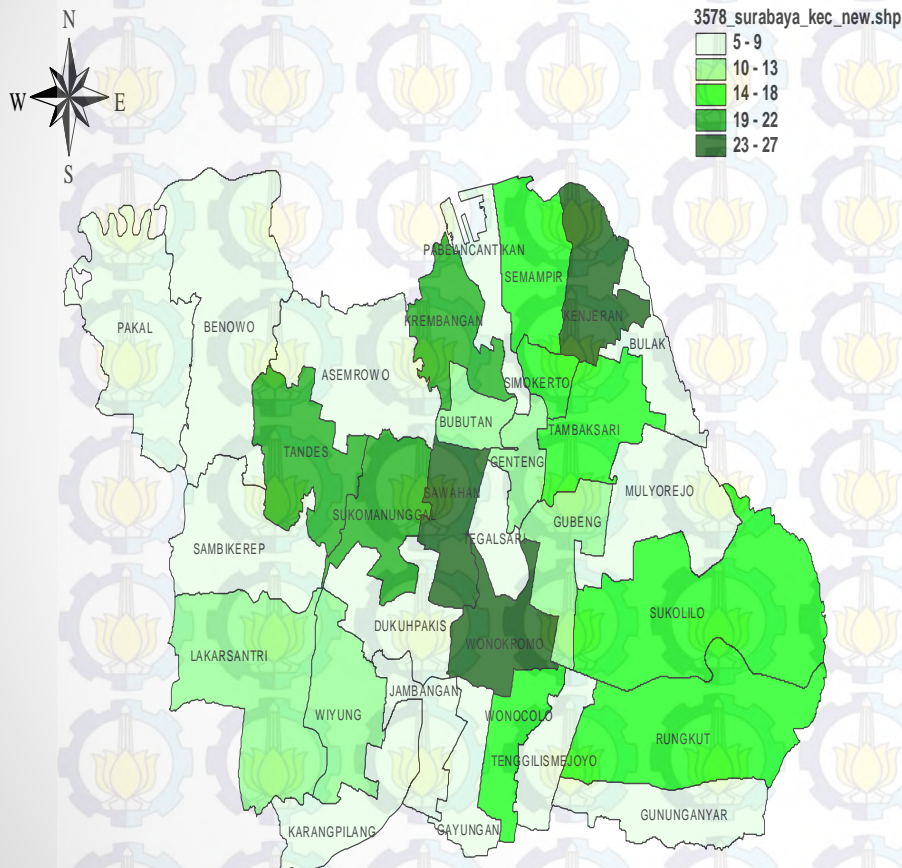 3578_surabaya_kec_new.shp
5 - 9
10 - 13
14 - 18
19 - 22
23 - 27
N
W
E
S
PABEANCANTIKAN
SEMAMPIR
KREMBANGAN
KENJERAN
PAKAL
BENOWO
BULAK
ASEMROWO
SIMOKERTO
BUBUTAN
TAMBAKSARI
TANDES
GENTENG
SAWAHAN
MULYOREJO
SUKOMANUNGGAL
GUBENG
TEGALSARI
SAMBIKEREP
SUKOLILO
DUKUHPAKIS
WONOKROMO
LAKARSANTRI
JAMBANGAN
WIYUNG
WONOCOLO
RUNGKUT
TENGGILISMEJOYO
GUNUNGANYAR
KARANGPILANG
GAYUNGAN